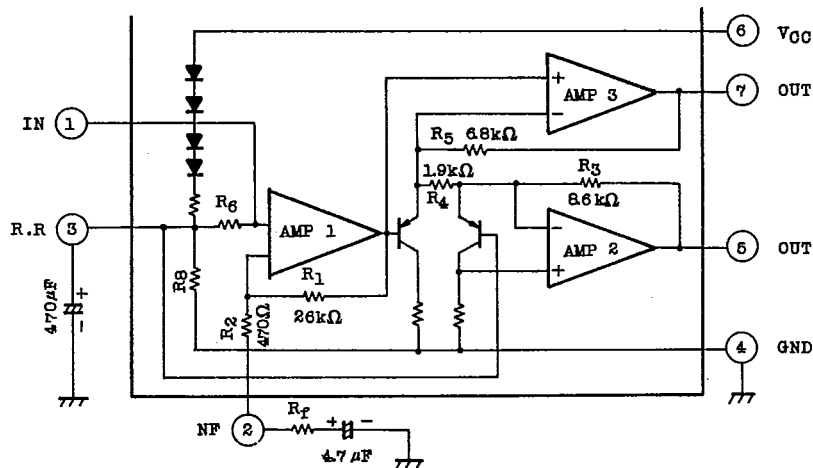 6 VCC
AMP 3
+
−
7 OUT
IN 1
R5 6.8kΩ
1.9kΩ
R4
R3
8.6kΩ
R6
AMP 1
R.R 3
−
AMP 2
+
5 OUT
470μF
+
−
R8
R1
26kΩ
R2
470Ω
4 GND
NF 2
Rf
+ −
4.7μF